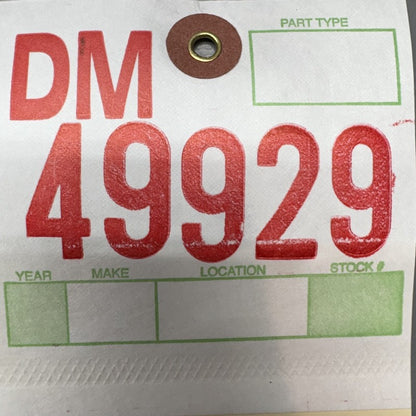 DM
PART TYPE
49929
YEAR MAKE LOCATION STOCK #